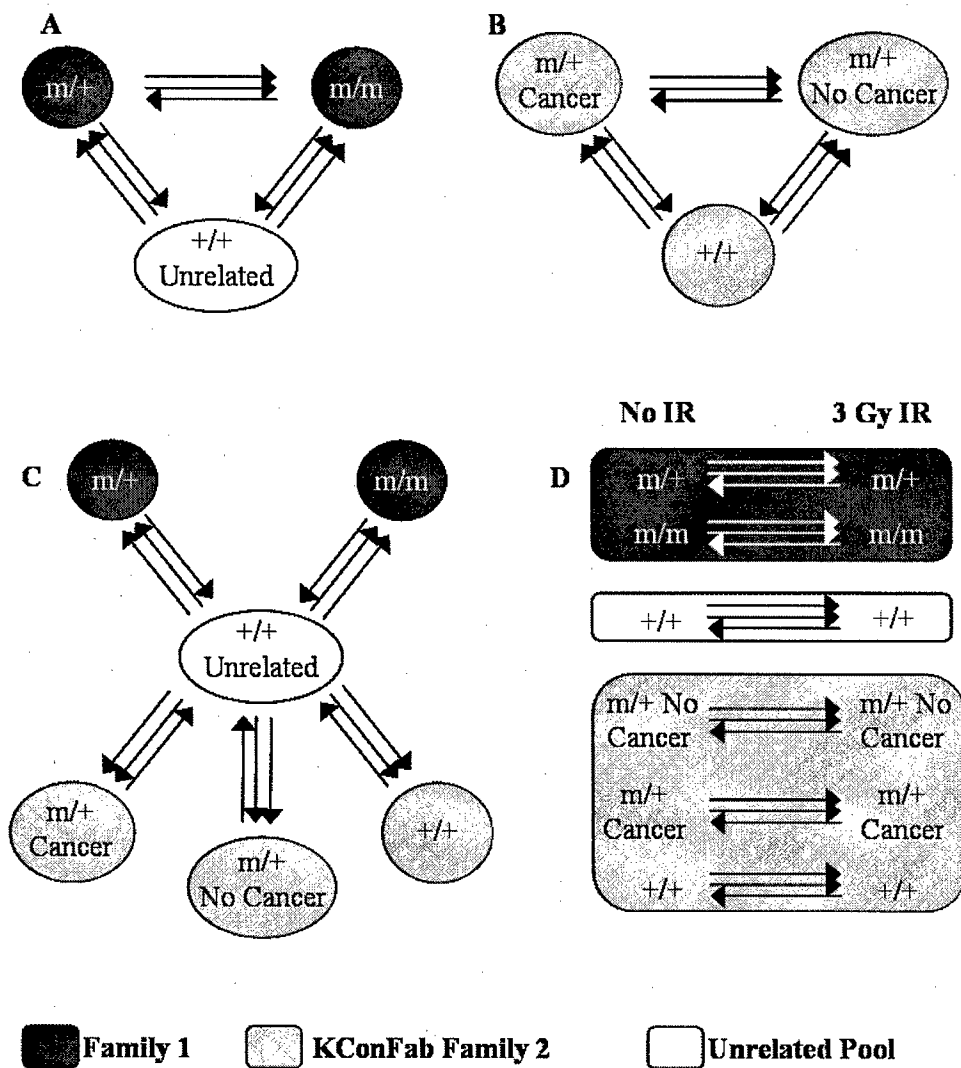 A
m/+
m/m
+/+
Unrelated
B
m/+
Cancer
m/+
No Cancer
+/+
C
m/+
m/m
+/+
Unrelated
m/+
Cancer
m/+
No Cancer
+/+
No IR
3 Gy IR
D
m/+
m/+
m/m
m/m
+/+
+/+
m/+ No
Cancer
m/+ No
Cancer
m/+
Cancer
m/+
Cancer
+/+
+/+
Family 1
KConFab Family 2
Unrelated Pool